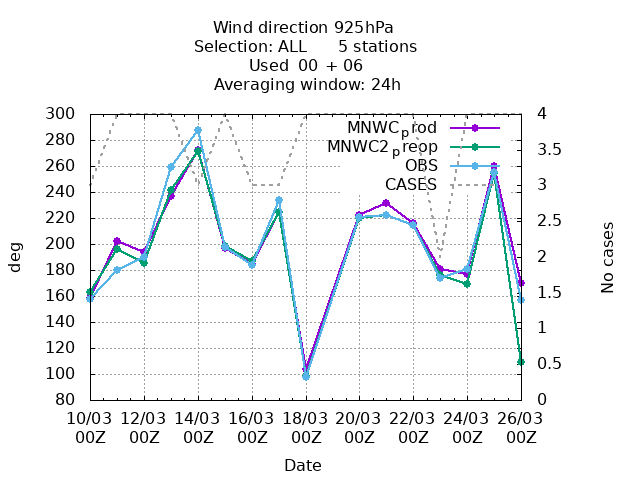 Wind direction 925hPa
Selection: ALL 5 stations
Used 00 + 06
Averaging window: 24h
300
280
260
240
220
200
180
160
140
120
100
80
deg
4
3.5
3
2.5
2
1.5
1
0.5
0
No cases
MNWCprod
MNWC2prepp
OBS
CASES
10/03 12/03 14/03 16/03 18/03 20/03 22/03 24/03 26/03
00Z 00Z 00Z 00Z 00Z 00Z 00Z 00Z 00Z
Date